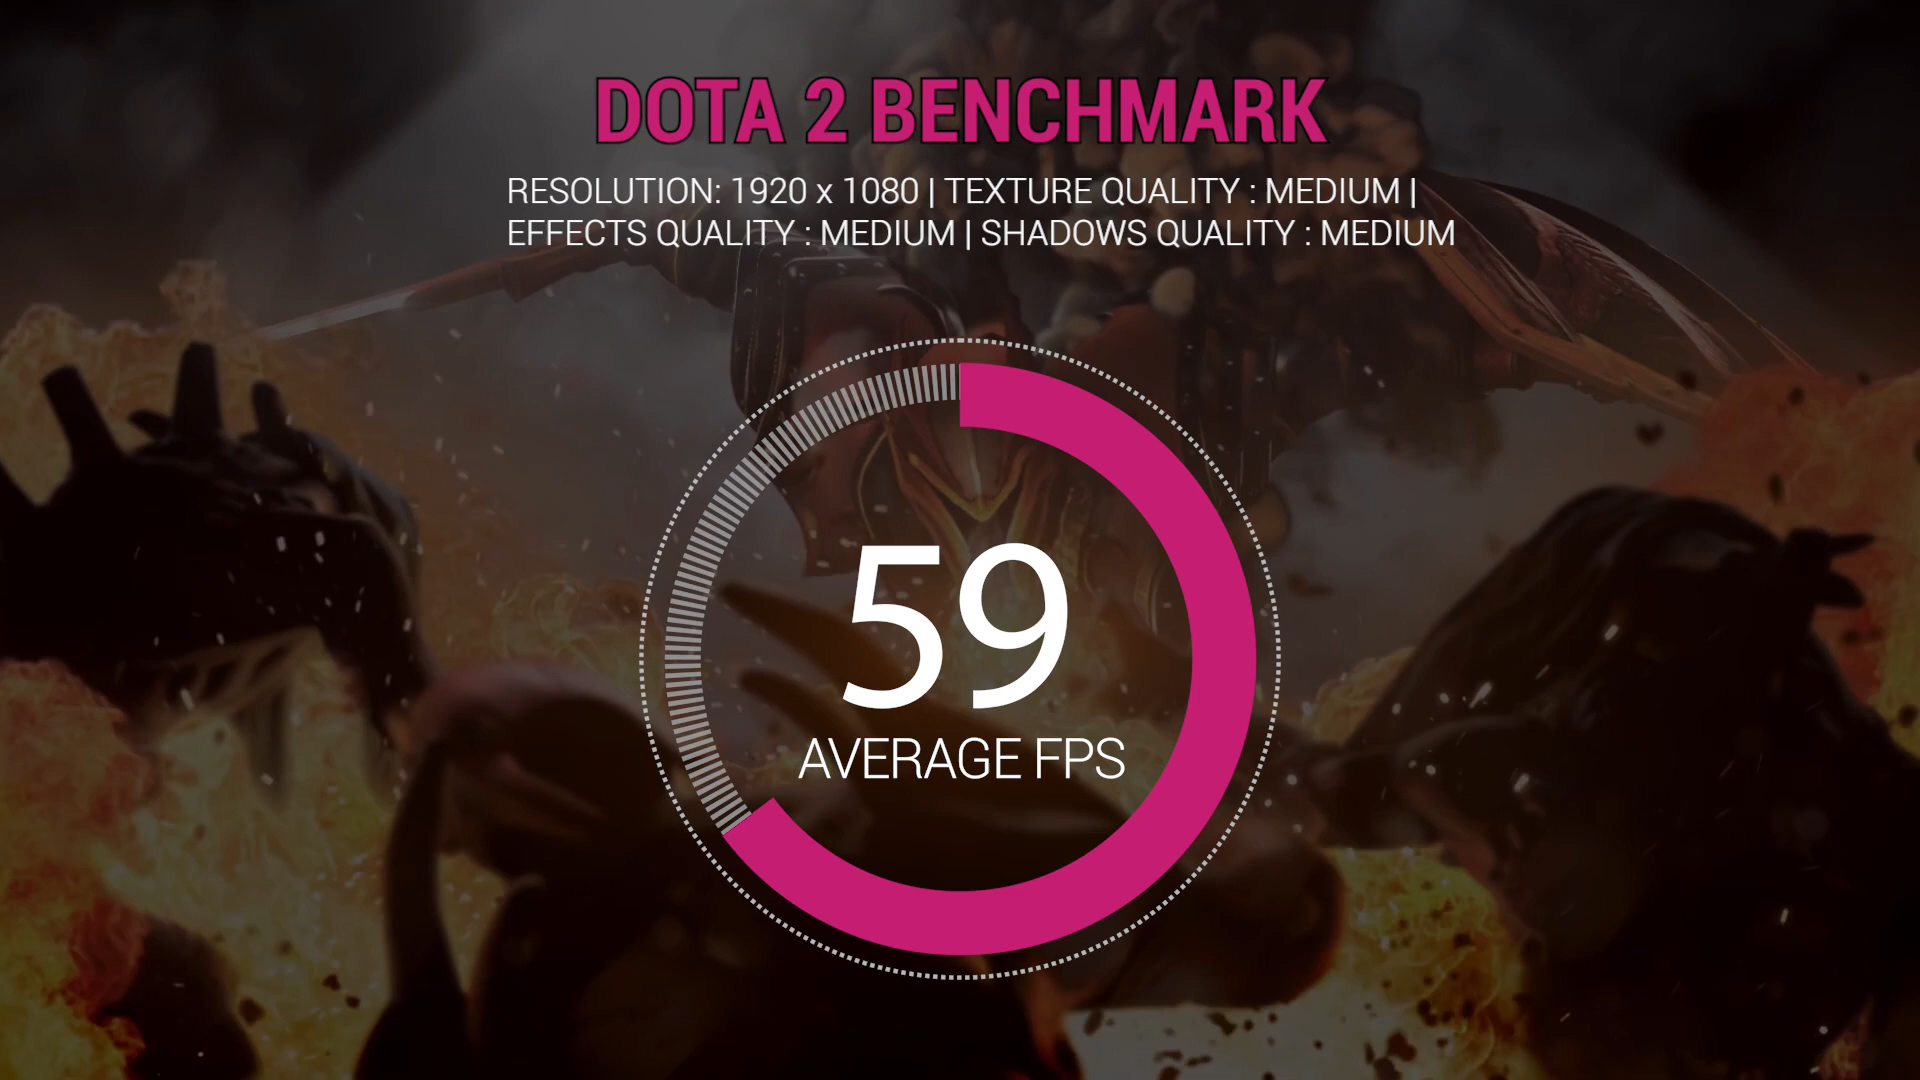 DOTA 2 BENCHMARK
RESOLUTION: 1920 x 1080 | TEXTURE QUALITY : MEDIUM |
EFFECTS QUALITY : MEDIUM | SHADOWS QUALITY : MEDIUM
59
AVERAGE FPS